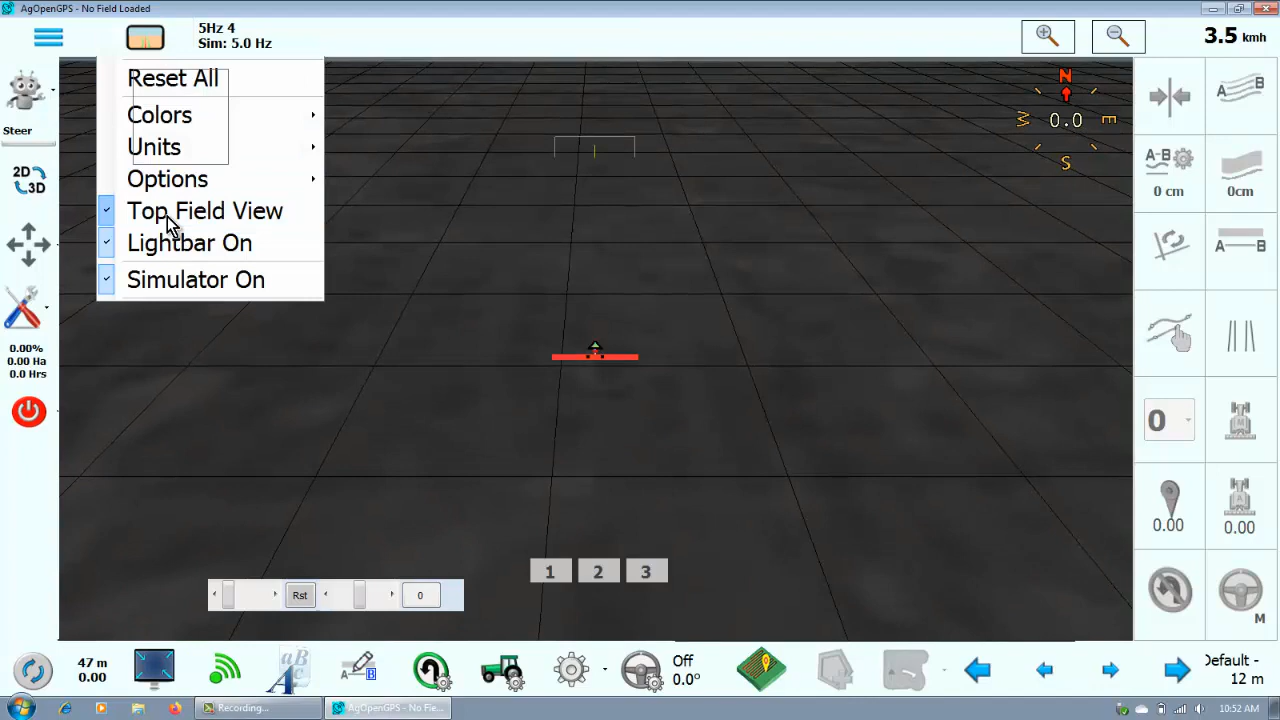 AgOpenGPS - No Field Loaded
5Hz 4
Sim: 5.0 Hz
3.5 kmh
Reset All
Colors
Units
Options
Top Field View
Lightbar On
Simulator On
Steer
2D
3D
0.00%
0.00 Ha
0.0 Hrs
N
W 0.0 E
S
A B
A-B
0 cm
0cm
A B
0
M
0.00
A
0.00
M
1 2 3
Rst
0
47 m
0.00
aB
bC
A
A B
Off
0.0°
Default -
12 m
Recording...
AgOpenGPS - No Fie...
10:52 AM